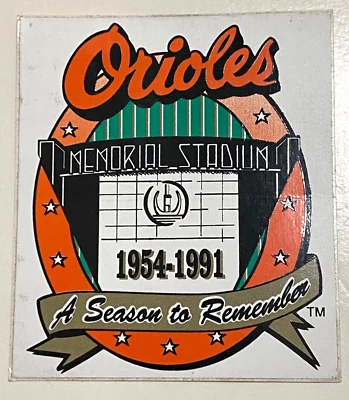 Orioles
MEMORIAL STADIUM
1954-1991
A Season to Remember
TM